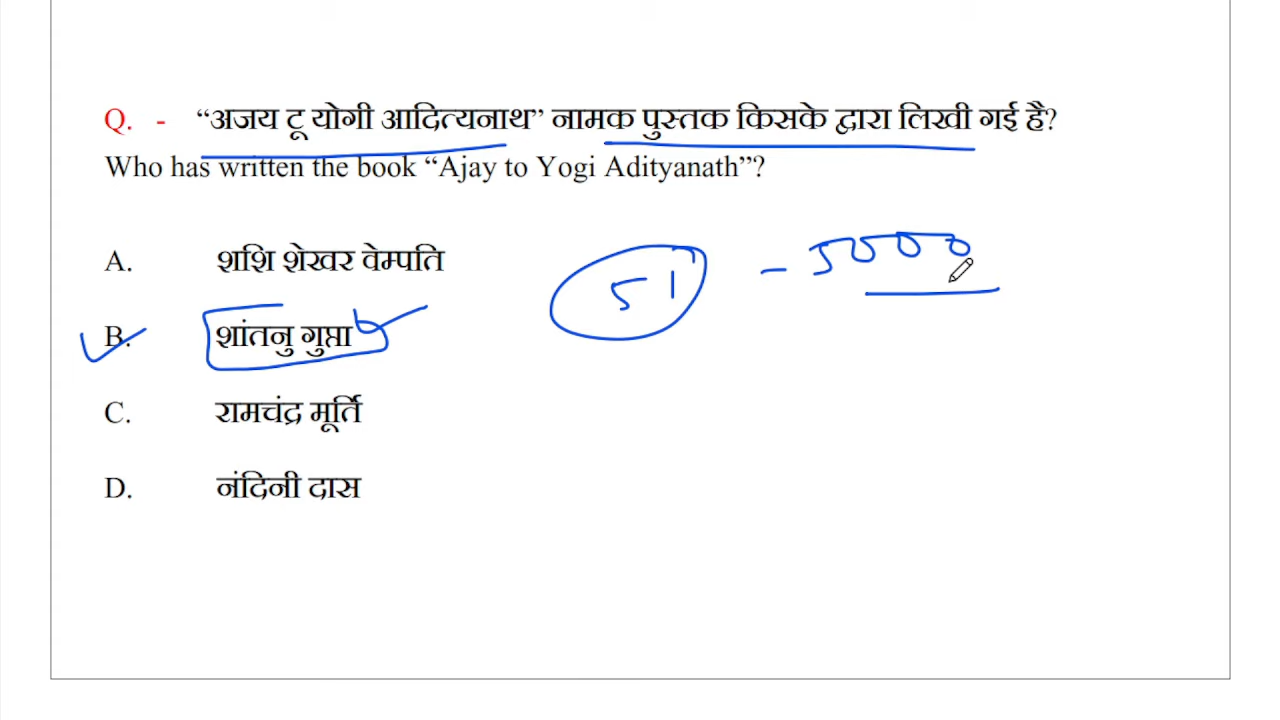 Q. - “अजय टू योगी आदित्यनाथ” नामक पुस्तक किसके द्वारा लिखी गई है?
Who has written the book “Ajay to Yogi Adityanath”?
A. शशि शेखर वेम्पति
51 - 5000
B. शांतनु गुप्ता
C. रामचंद्र मूर्ति
D. नंदिनी दास